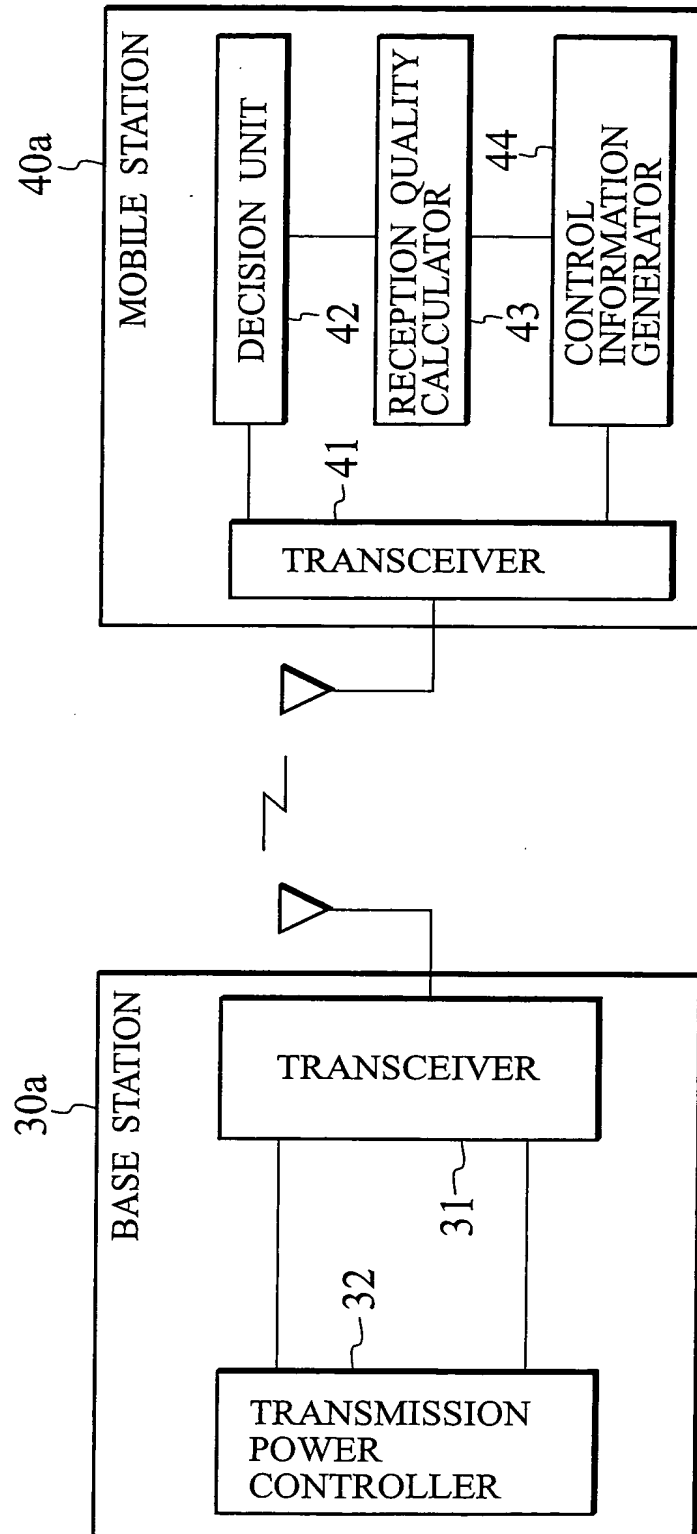 30a
BASE STATION
TRANSMISSION
POWER
CONTROLLER
32
TRANSCEIVER
31
40a
MOBILE STATION
TRANSCEIVER
41
DECISION UNIT
42
RECEPTION QUALITY
CALCULATOR
43
44
CONTROL
INFORMATION
GENERATOR